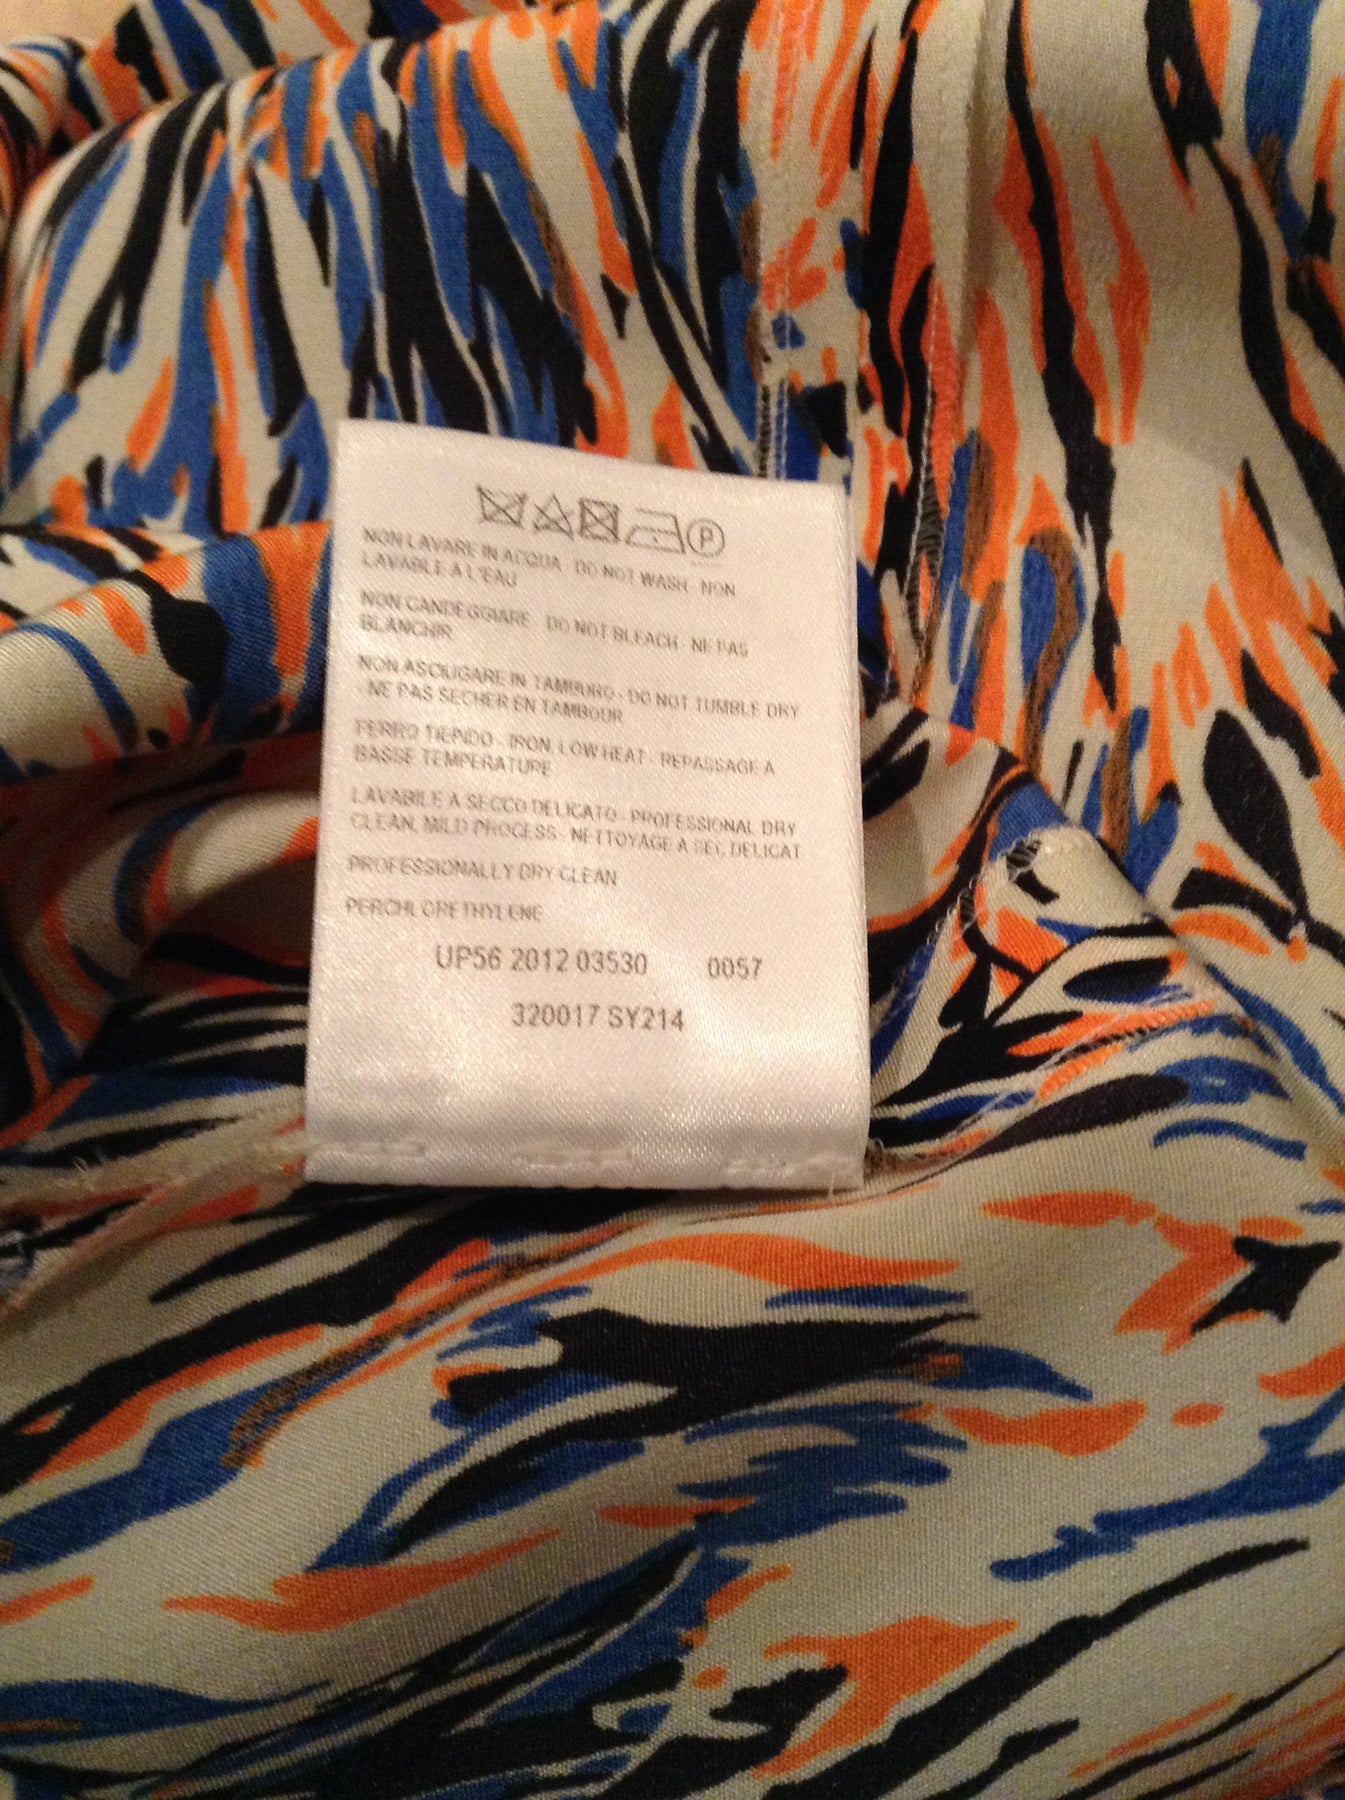 P
NON LAVARE IN ACQUA - DO NOT WASH - NON
LAVABLE A L'EAU
NON CANDEGGIARE - DO NOT BLEACH - NE PAS
BLANCHIR
NON ASCIUGARE IN TAMBURO - DO NOT TUMBLE DRY
- NE PAS SECHER EN TAMBOUR
FERRO TIEPIDO - IRON, LOW HEAT - REPASSAGE A
BASSE TEMPERATURE
LAVABILE A SECCO DELICATO - PROFESSIONAL DRY
CLEAN, MILD PROCESS - NETTOYAGE A SEC DELICAT
PROFESSIONALLY DRY CLEAN
PERCHLORETHYLENE
UP56 2012 03530 0057
320017 SY214